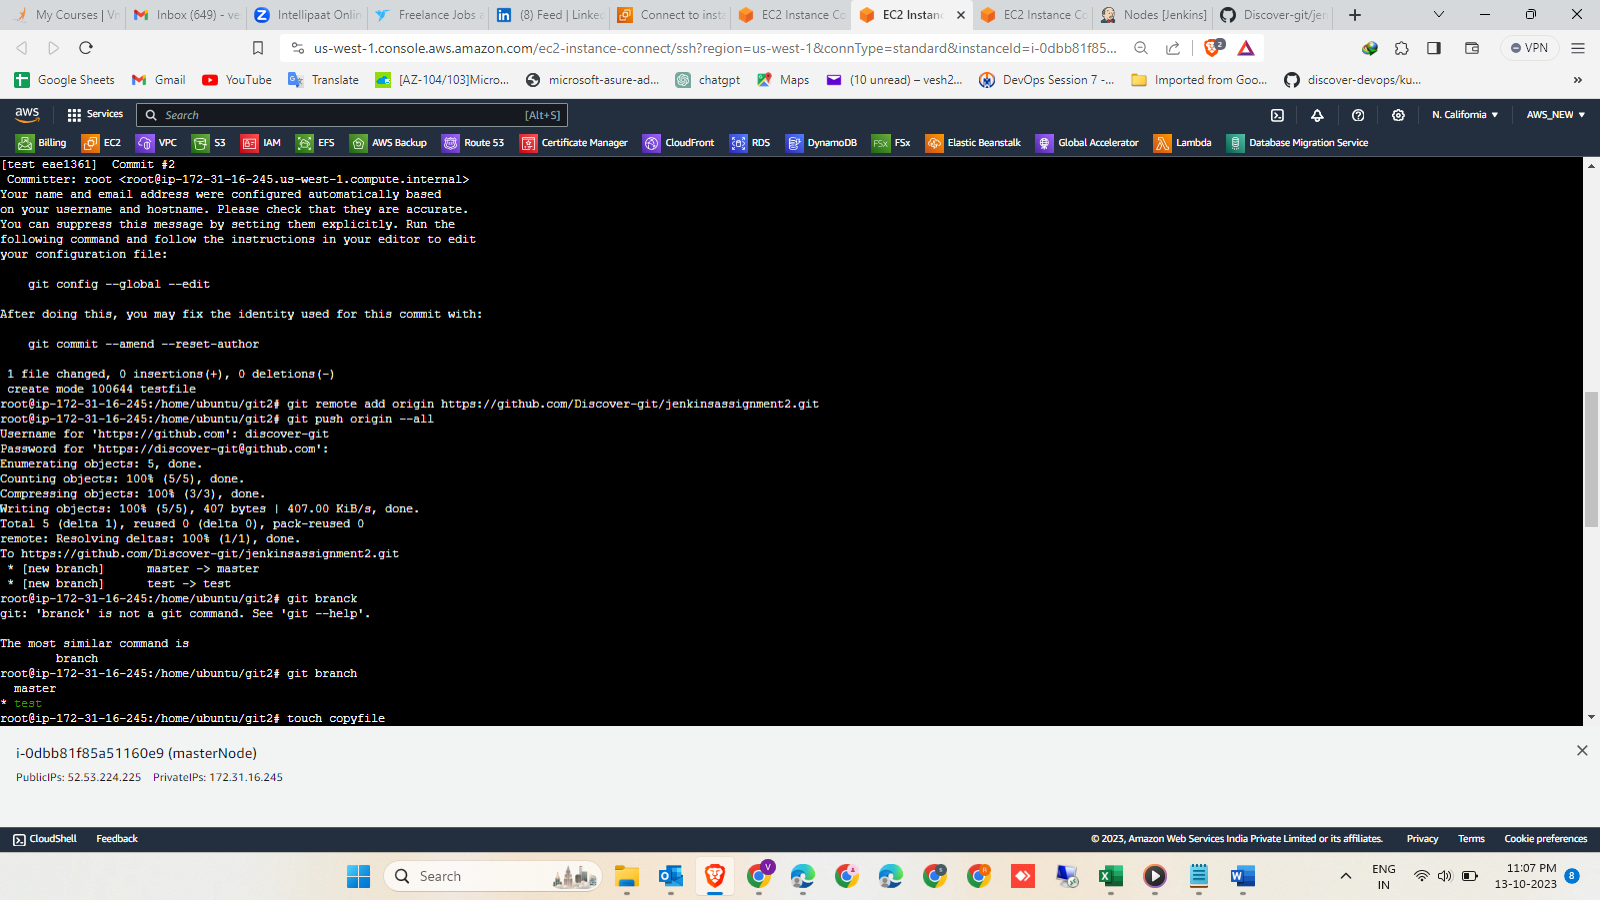 My Courses | Vn
Inbox (649) - ve
Intellipaat Onlin
Freelance Jobs a
(8) Feed | Linked
Connect to insta
EC2 Instance Co
EC2 Instanc
EC2 Instance Co
Nodes [Jenkins]
Discover-git/jen
us-west-1.console.aws.amazon.com/ec2-instance-connect/ssh?region=us-west-1&connType=standard&instanceId=i-0dbb81f85...
2
VPN
Google Sheets
Gmail
YouTube
Translate
[AZ-104/103]Micro...
microsoft-asure-ad...
chatgpt
Maps
(10 unread) – vesh2...
DevOps Session 7 -...
Imported from Goo...
discover-devops/ku...
»
aws
Services
Search
[Alt+S]
N. California
AWS_NEW
Billing
EC2
VPC
S3
IAM
EFS
AWS Backup
Route 53
Certificate Manager
CloudFront
RDS
DynamoDB
FSx
FSx
Elastic Beanstalk
Global Accelerator
Lambda
Database Migration Service
[test eae1361]  Commit #2
 Committer: root <root@ip-172-31-16-245.us-west-1.compute.internal>
Your name and email address were configured automatically based
on your username and hostname. Please check that they are accurate.
You can suppress this message by setting them explicitly. Run the
following command and follow the instructions in your editor to edit
your configuration file:
    git config --global --edit
After doing this, you may fix the identity used for this commit with:
    git commit --amend --reset-author
 1 file changed, 0 insertions(+), 0 deletions(-)
 create mode 100644 testfile
root@ip-172-31-16-245:/home/ubuntu/git2# git remote add origin https://github.com/Discover-git/jenkinsassignment2.git
root@ip-172-31-16-245:/home/ubuntu/git2# git push origin --all
Username for 'https://github.com': discover-git
Password for 'https://discover-git@github.com':
Enumerating objects: 5, done.
Counting objects: 100% (5/5), done.
Compressing objects: 100% (3/3), done.
Writing objects: 100% (5/5), 407 bytes | 407.00 KiB/s, done.
Total 5 (delta 1), reused 0 (delta 0), pack-reused 0
remote: Resolving deltas: 100% (1/1), done.
To https://github.com/Discover-git/jenkinsassignment2.git
 * [new branch]      master -> master
 * [new branch]      test -> test
root@ip-172-31-16-245:/home/ubuntu/git2# git branck
git: 'branck' is not a git command. See 'git --help'.
The most similar command is
        branch
root@ip-172-31-16-245:/home/ubuntu/git2# git branch
  master
* test
root@ip-172-31-16-245:/home/ubuntu/git2# touch copyfile
i-0dbb81f85a51160e9 (masterNode)
PublicIPs: 52.53.224.225
PrivateIPs: 172.31.16.245
CloudShell
Feedback
© 2023, Amazon Web Services India Private Limited or its affiliates.
Privacy
Terms
Cookie preferences
Search
V
ENG
IN
11:07 PM
13-10-2023
8